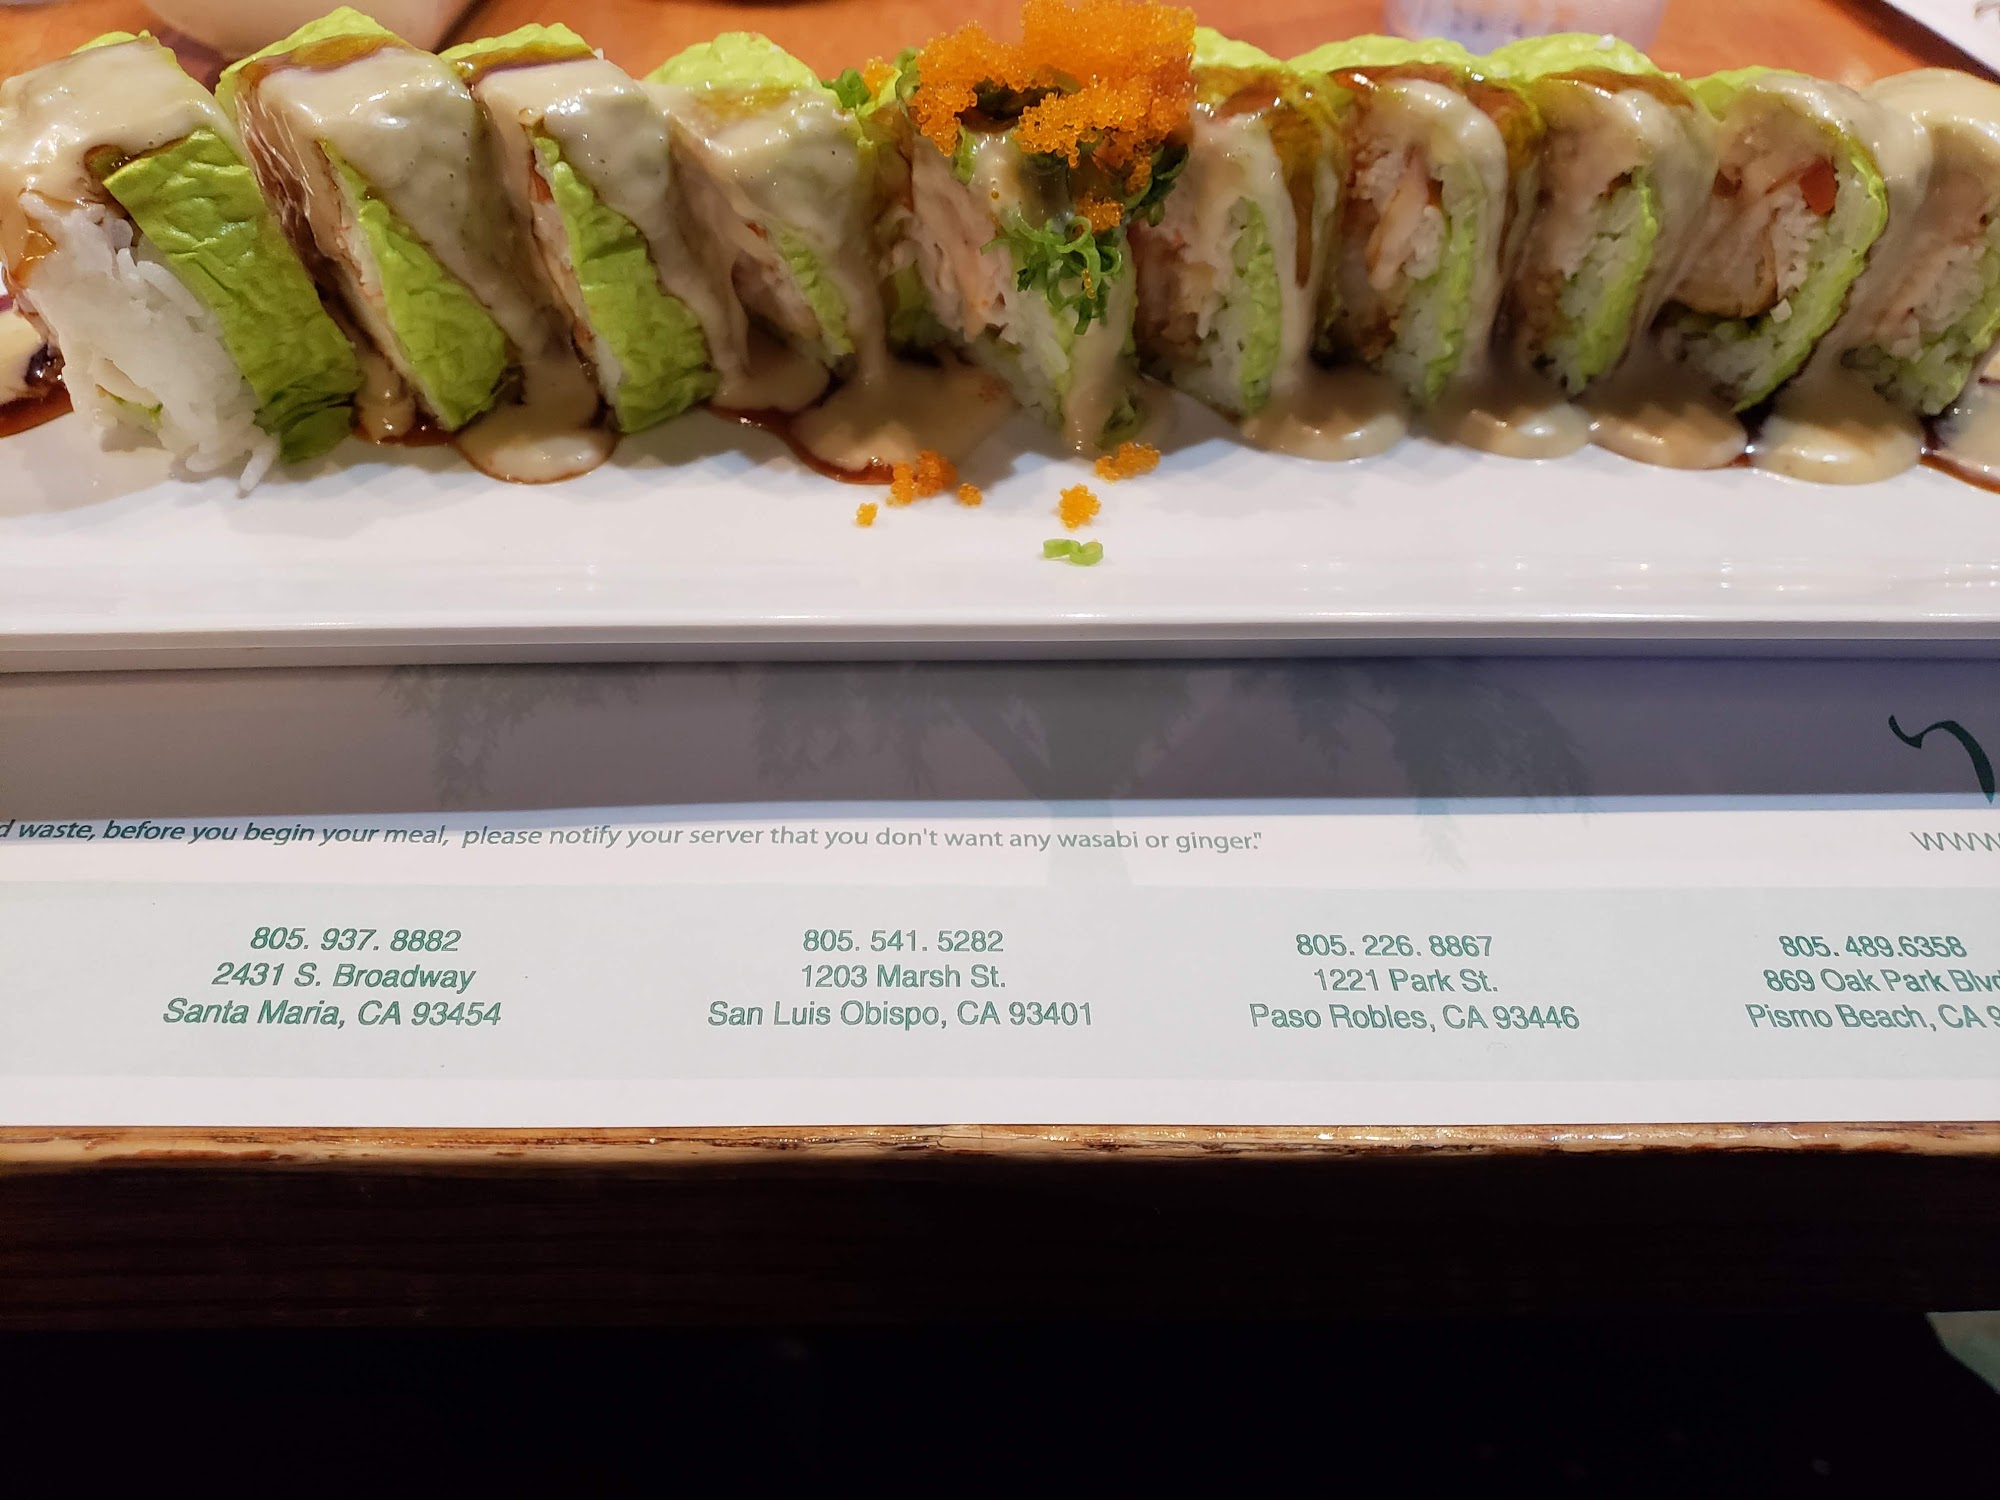 waste, before you begin your meal, please notify your server that you don't want any wasabi or ginger."
805. 937. 8882
2431 S. Broadway
Santa Maria, CA 93454
805. 541. 5282
1203 Marsh St.
San Luis Obispo, CA 93401
805. 226. 8867
1221 Park St.
Paso Robles, CA 93446
805. 489.6358
869 Oak Park Blvd
Pismo Beach, CA